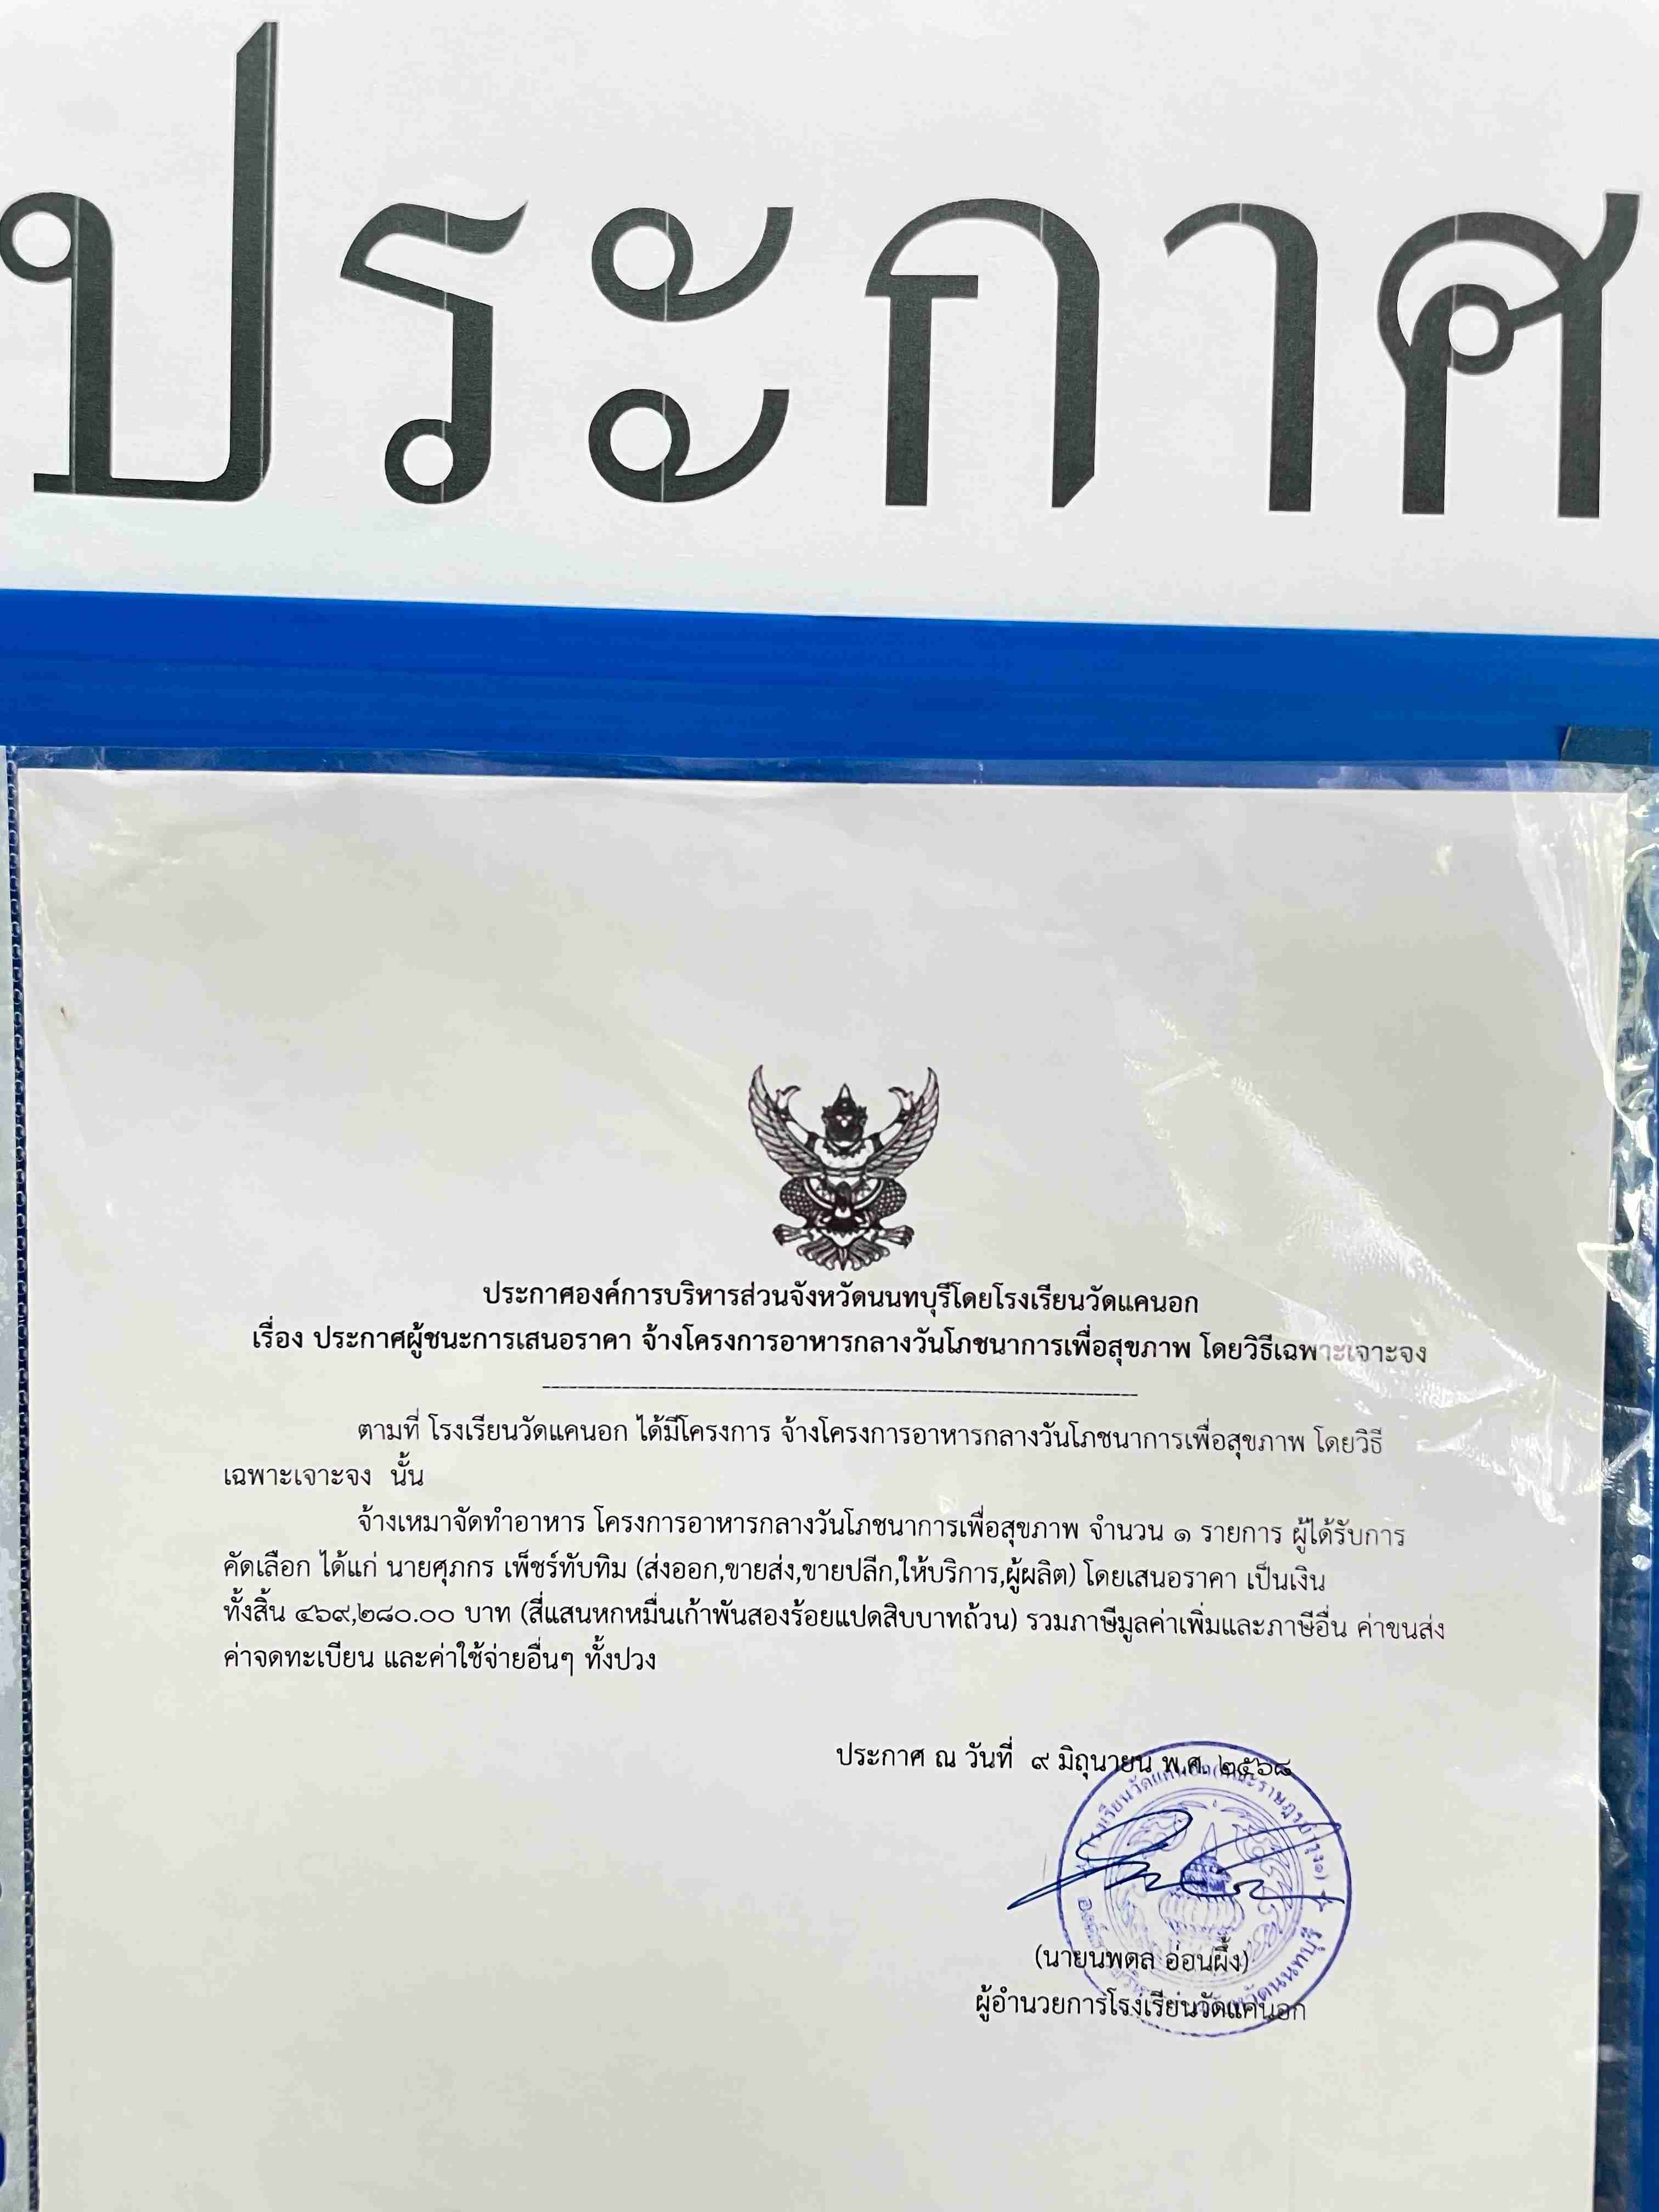 ประกาศ
ประกาศองค์การบริหารส่วนจังหวัดนนทบุรีโดยโรงเรียนวัดแคนอก
เรื่อง ประกาศผู้ชนะการเสนอราคา จ้างโครงการอาหารกลางวันโภชนาการเพื่อสุขภาพ โดยวิธีเฉพาะเจาะจง
ตามที่ โรงเรียนวัดแคนอก ได้มีโครงการ จ้างโครงการอาหารกลางวันโภชนาการเพื่อสุขภาพ โดยวิธี
เฉพาะเจาะจง นั้น
จ้างเหมาจัดทำอาหาร โครงการอาหารกลางวันโภชนาการเพื่อสุขภาพ จำนวน ๑ รายการ ผู้ได้รับการ
คัดเลือก ได้แก่ นายศุภกร เพ็ชร์ทับทิม (ส่งออก,ขายส่ง,ขายปลีก,ให้บริการ,ผู้ผลิต) โดยเสนอราคา เป็นเงิน
ทั้งสิ้น ๔๖๙,๒๘๐.๐๐ บาท (สี่แสนหกหมื่นเก้าพันสองร้อยแปดสิบบาทถ้วน) รวมภาษีมูลค่าเพิ่มและภาษีอื่น ค่าขนส่ง
ค่าจดทะเบียน และค่าใช้จ่ายอื่นๆ ทั้งปวง
ประกาศ ณ วันที่ ๙ มิถุนายน พ.ศ. ๒๕๖๘
(นายนพดล อ่อนผึ้ง)
ผู้อำนวยการโรงเรียนวัดแคนอก